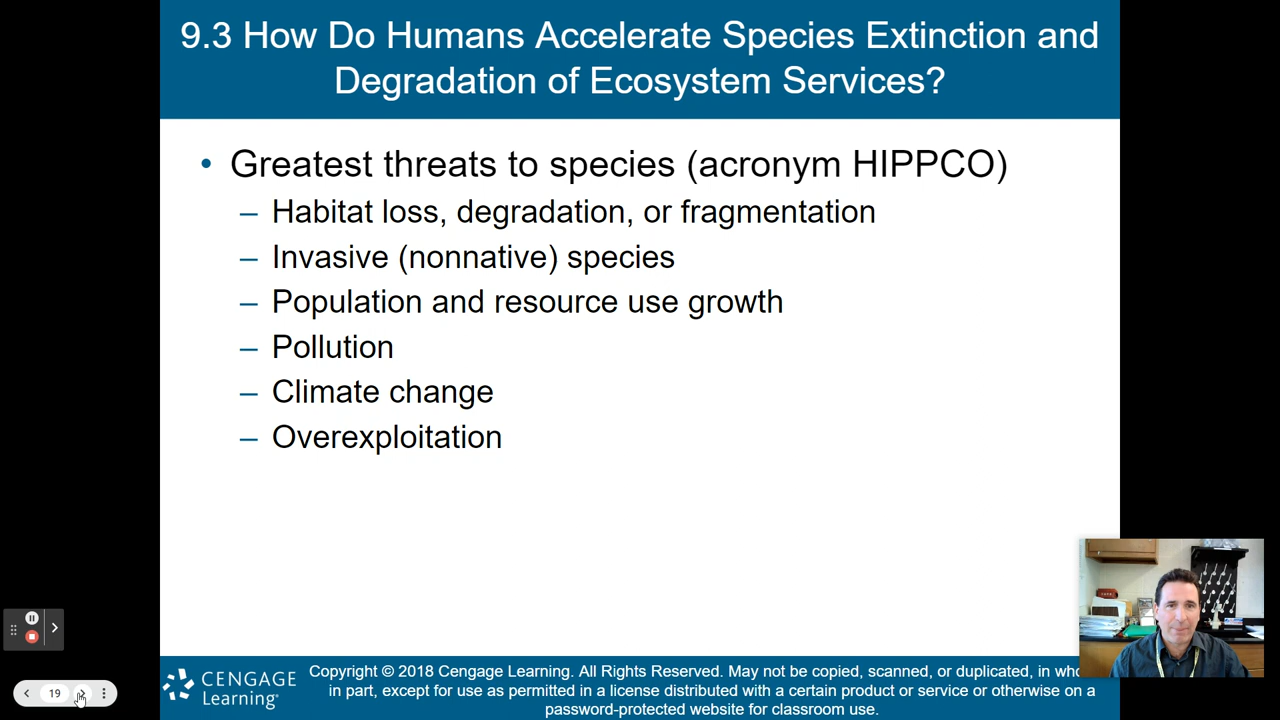 9.3 How Do Humans Accelerate Species Extinction and
Degradation of Ecosystem Services?
• Greatest threats to species (acronym HIPPCO)
– Habitat loss, degradation, or fragmentation
– Invasive (nonnative) species
– Population and resource use growth
– Pollution
– Climate change
– Overexploitation
CENGAGE
Learning
Copyright © 2018 Cengage Learning. All Rights Reserved. May not be copied, scanned, or duplicated, in
in part, except for use as permitted in a license distributed with a certain product or service or otherwise on a
password-protected website for classroom use.
19